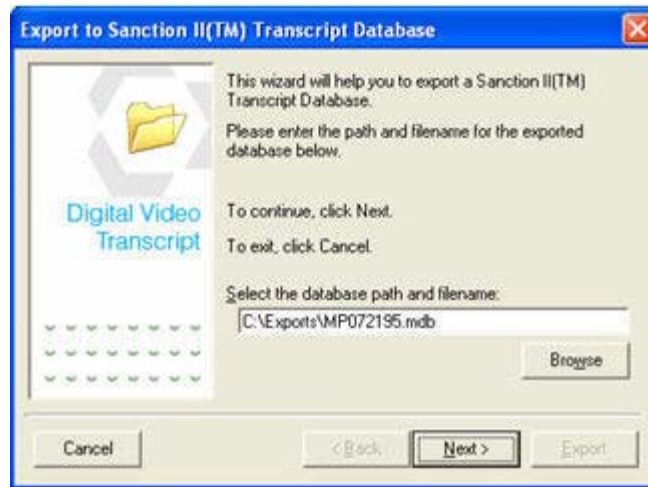 Export to Sanction II(TM) Transcript Database
This wizard will help you to export a Sanction II(TM)
Transcript Database.
Please enter the path and filename for the exported
database below.
Digital Video
Transcript
To continue, click Next.
To exit, click Cancel.
Select the database path and filename:
C:\Exports\MP072195.mdb
Browse
Cancel
< Back
Next >
Export